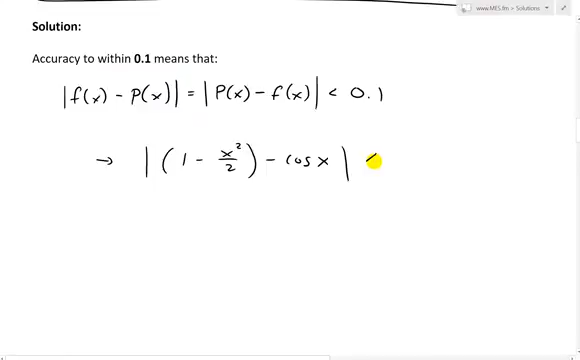 www.MES.fm ► Solutions
Solution:
Accuracy to within 0.1 means that:
|f(x) - P(x)| = |P(x) - f(x)| < 0.1
→ |(1 - x²/2) - cos x| <